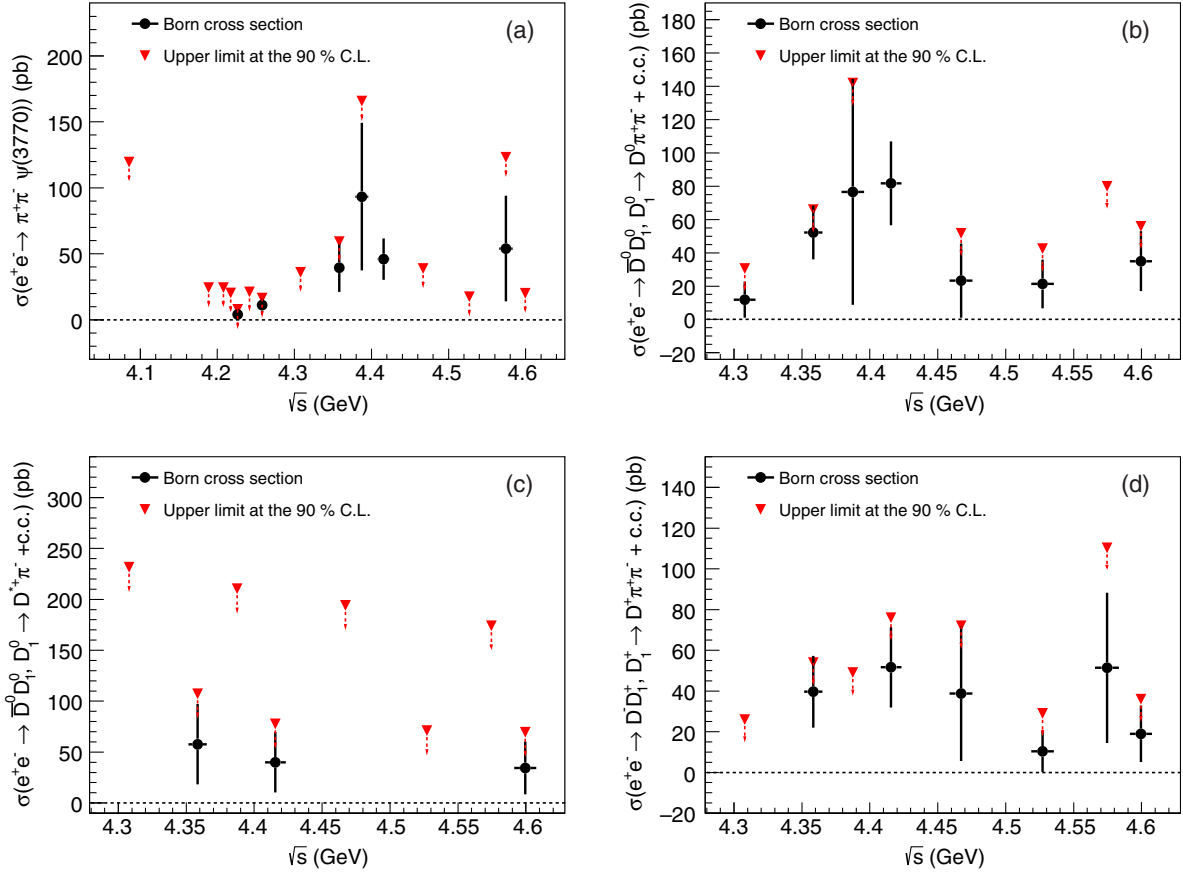 σ(e⁺e⁻→ π⁺π⁻ ψ(3770)) (pb)
200
150
100
50
0
Born cross section
Upper limit at the 90 % C.L.
(a)
4.1 4.2 4.3 4.4 4.5 4.6
√s (GeV)
σ(e⁺e⁻ → D̅⁰D₁⁰, D₁⁰ → D⁰π⁺π⁻ + c.c.) (pb)
180
160
140
120
100
80
60
40
20
0
−20
Born cross section
Upper limit at the 90 % C.L.
(b)
4.3 4.35 4.4 4.45 4.5 4.55 4.6
√s (GeV)
σ(e⁺e⁻ → D̅⁰D₁⁰, D₁⁰ → D*⁺π⁻ +c.c.) (pb)
300
250
200
150
100
50
0
Born cross section
Upper limit at the 90 % C.L.
(c)
4.3 4.35 4.4 4.45 4.5 4.55 4.6
√s (GeV)
σ(e⁺e⁻ → D⁻D₁⁺, D₁⁺ → D⁺π⁺π⁻ + c.c.) (pb)
140
120
100
80
60
40
20
0
−20
Born cross section
Upper limit at the 90 % C.L.
(d)
4.3 4.35 4.4 4.45 4.5 4.55 4.6
√s (GeV)